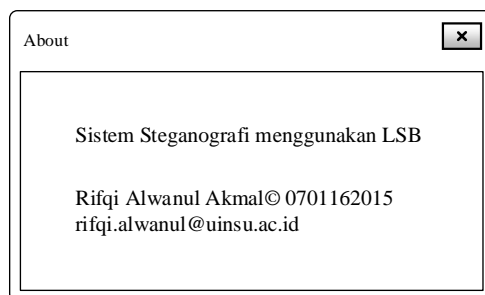 About
Sistem Steganografi menggunakan LSB
Rifqi Alwanul Akmal© 0701162015
rifqi.alwanul@uinsu.ac.id